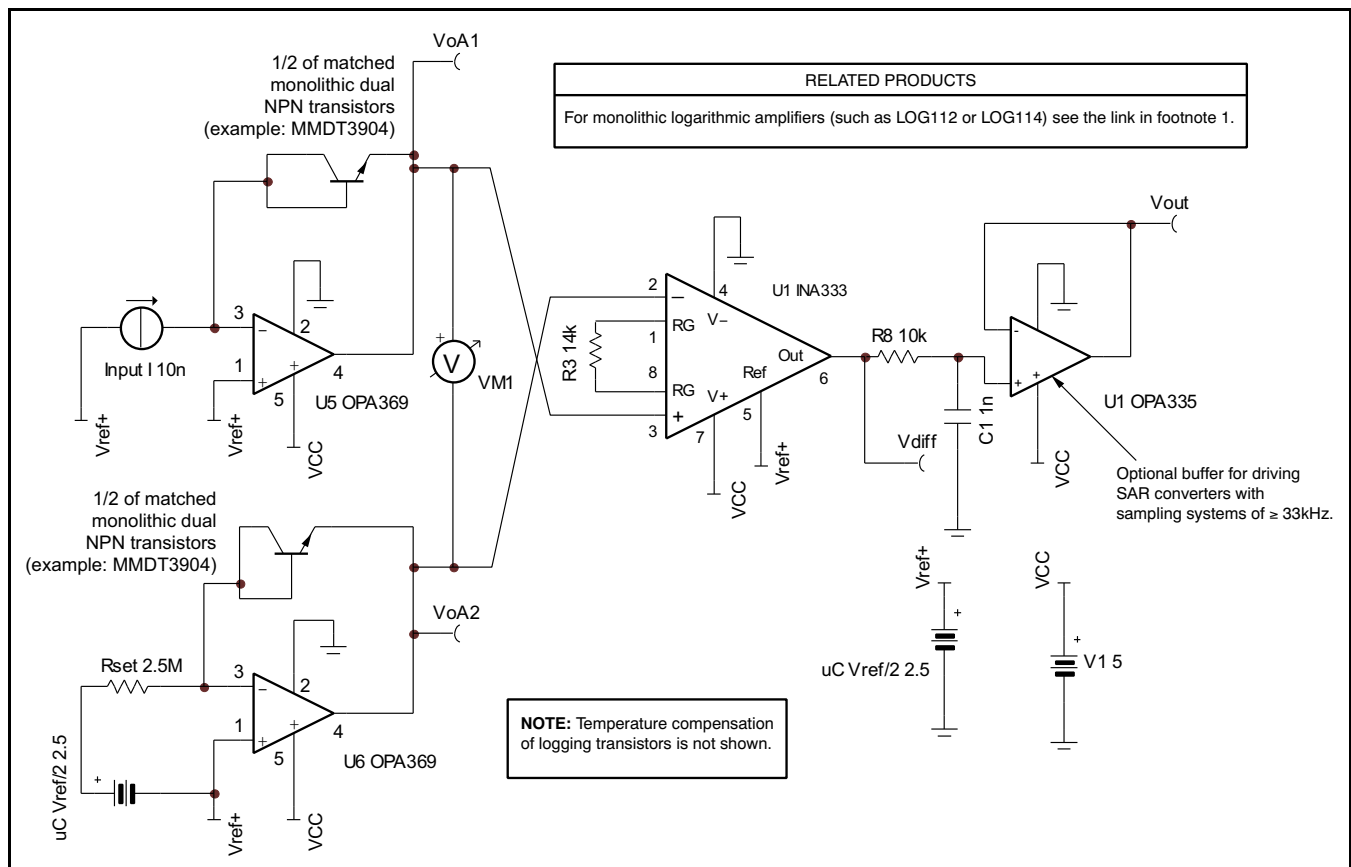 VoA1
1/2 of matched
monolithic dual
NPN transistors
(example: MMDT3904)
RELATED PRODUCTS
For monolithic logarithmic amplifiers (such as LOG112 or LOG114) see the link in footnote 1.
Input I 10n
3
1
2
4
5
U5 OPA369
Vref+
Vref+
VCC
+
V
VM1
2
3
R3 14k
1
8
RG
RG
V−
4
U1 INA333
Out
6
Ref
5
V+
7
VCC
Vref+
R8 10k
Vdiff
C1 1n
Vout
U1 OPA335
VCC
Optional buffer for driving
SAR converters with
sampling systems of ≥ 33kHz.
1/2 of matched
monolithic dual
NPN transistors
(example: MMDT3904)
VoA2
Rset 2.5M
3
1
2
4
5
U6 OPA369
uC Vref/2 2.5
+
Vref+
VCC
NOTE: Temperature compensation
of logging transistors is not shown.
Vref+
+
uC Vref/2 2.5
VCC
+
V1 5